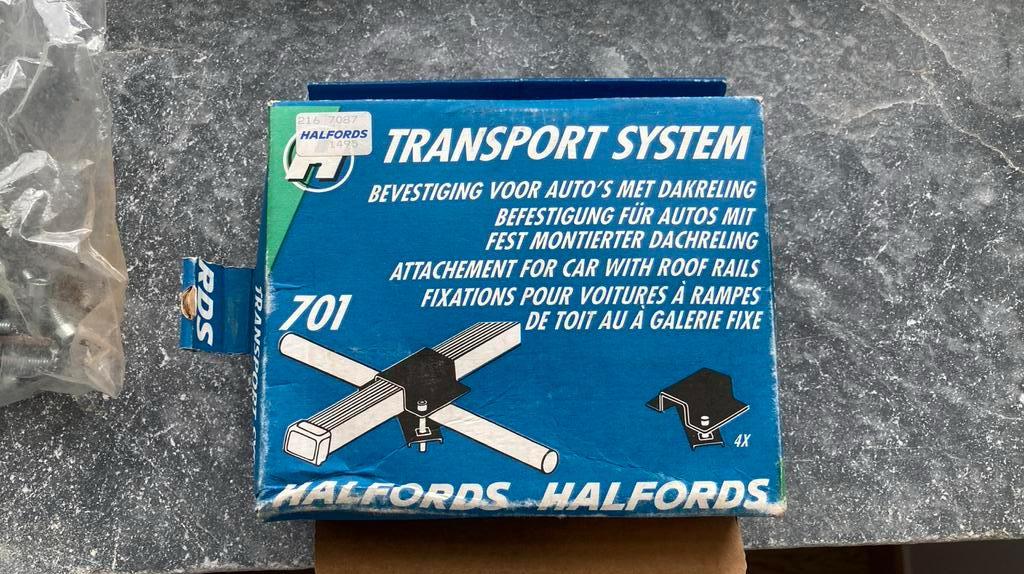 216 7087
HALFORDS
1495
H
TRANSPORT SYSTEM
BEVESTIGING VOOR AUTO'S MET DAKRELING
BEFESTIGUNG FÜR AUTOS MIT
FEST MONTIERTER DACHRELING
ATTACHEMENT FOR CAR WITH ROOF RAILS
FIXATIONS POUR VOITURES À RAMPES
DE TOIT AU À GALERIE FIXE
701
4X
HALFORDS HALFORDS
RDS